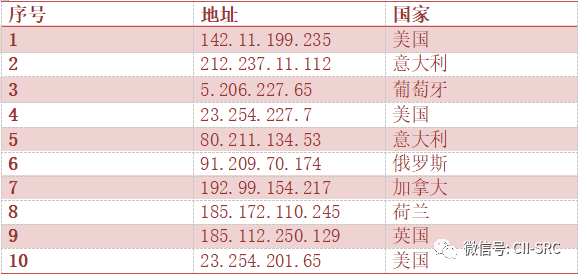 序号 地址 国家
1 142.11.199.235 美国
2 212.237.11.112 意大利
3 5.206.227.65 葡萄牙
4 23.254.227.7 美国
5 80.211.134.53 意大利
6 91.209.70.174 俄罗斯
7 192.99.154.217 加拿大
8 185.172.110.245 荷兰
9 185.112.250.129 英国
10 23.254.201.65 美国
微信号: CII-SRC